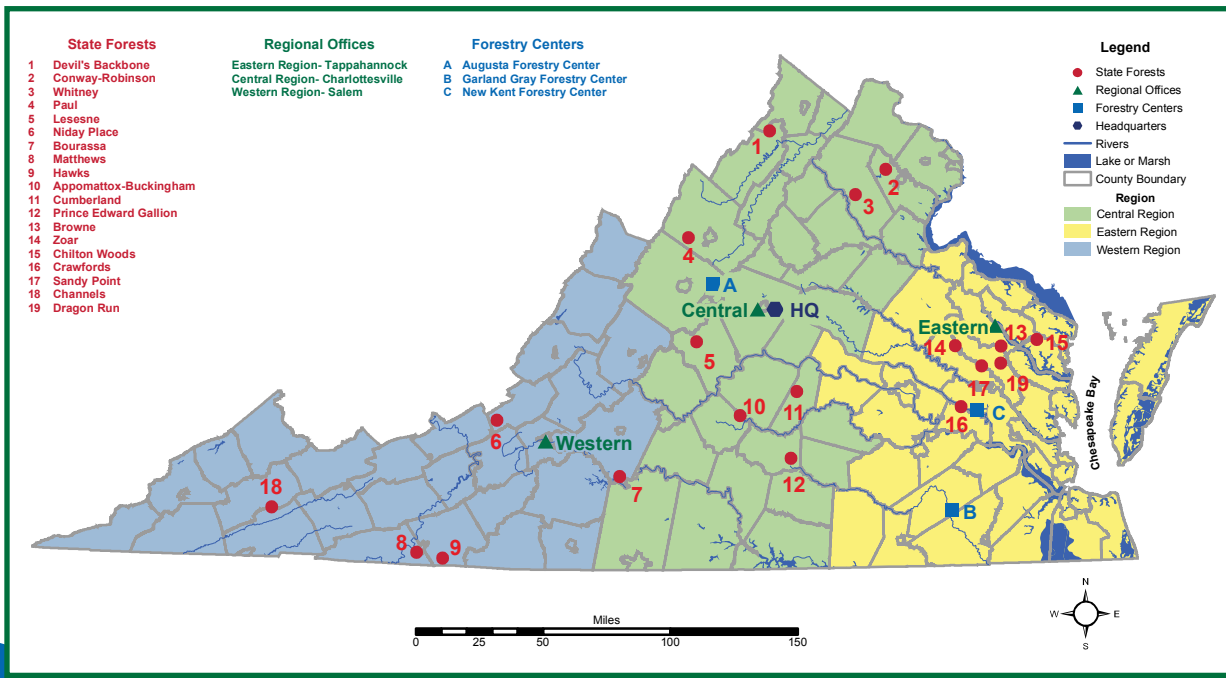 State Forests
1 Devil's Backbone
2 Conway-Robinson
3 Whitney
4 Paul
5 Lesesne
6 Niday Place
7 Bourassa
8 Matthews
9 Hawks
10 Appomattox-Buckingham
11 Cumberland
12 Prince Edward Gallion
13 Browne
14 Zoar
15 Chilton Woods
16 Crawfords
17 Sandy Point
18 Channels
19 Dragon Run
Regional Offices
Eastern Region- Tappahannock
Central Region- Charlottesville
Western Region- Salem
Forestry Centers
A Augusta Forestry Center
B Garland Gray Forestry Center
C New Kent Forestry Center
Legend
State Forests
Regional Offices
Forestry Centers
Headquarters
Rivers
Lake or Marsh
County Boundary
Region
Central Region
Eastern Region
Western Region
1
2
3
4
A
Central
HQ
Eastern
13
14
15
5
17
19
10
11
16
C
6
Western
Chesapeake Bay
7
12
18
B
8
9
N
W
E
S
Miles
0 25 50 100 150